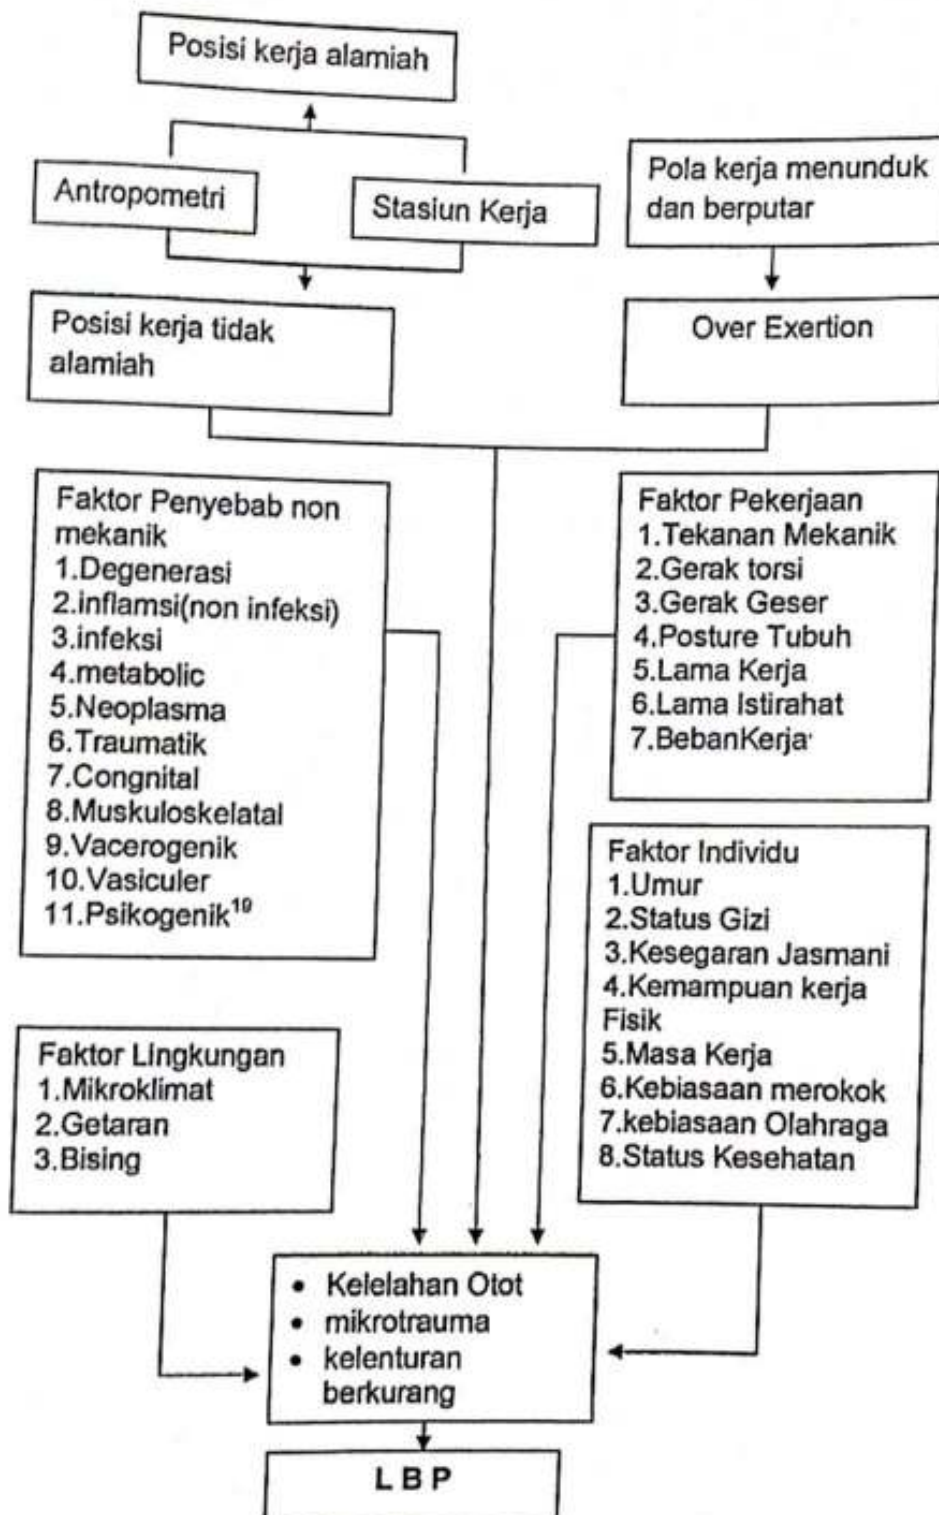 Posisi kerja alamiah
Antropometri
Stasiun Kerja
Pola kerja menunduk
dan berputar
Posisi kerja tidak
alamiah
Over Exertion
Faktor Penyebab non
mekanik
1.Degenerasi
2.inflamsi(non infeksi)
3.infeksi
4.metabolic
5.Neoplasma
6.Traumatik
7.Congnital
8.Muskuloskelatal
9.Vacerogenik
10.Vasiculer
11.Psikogenik¹⁹
Faktor Pekerjaan
1.Tekanan Mekanik
2.Gerak torsi
3.Gerak Geser
4.Posture Tubuh
5.Lama Kerja
6.Lama Istirahat
7.BebanKerja
Faktor Individu
1.Umur
2.Status Gizi
3.Kesegaran Jasmani
4.Kemampuan kerja
Fisik
5.Masa Kerja
6.Kebiasaan merokok
7.kebiasaan Olahraga
8.Status Kesehatan
Faktor Lingkungan
1.Mikroklimat
2.Getaran
3.Bising
• Kelelahan Otot
• mikrotrauma
• kelenturan
berkurang
L B P